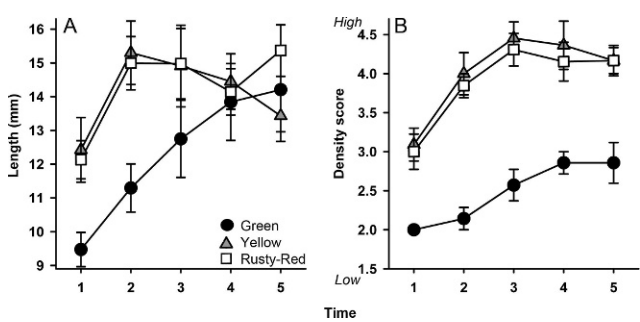 A
Length (mm)
16
15
14
13
12
11
10
9
1
2
3
4
5
Green
Yellow
Rusty-Red
B
High
Density score
4.5
4.0
3.5
3.0
2.5
2.0
1.5
Low
1
2
3
4
5
Time